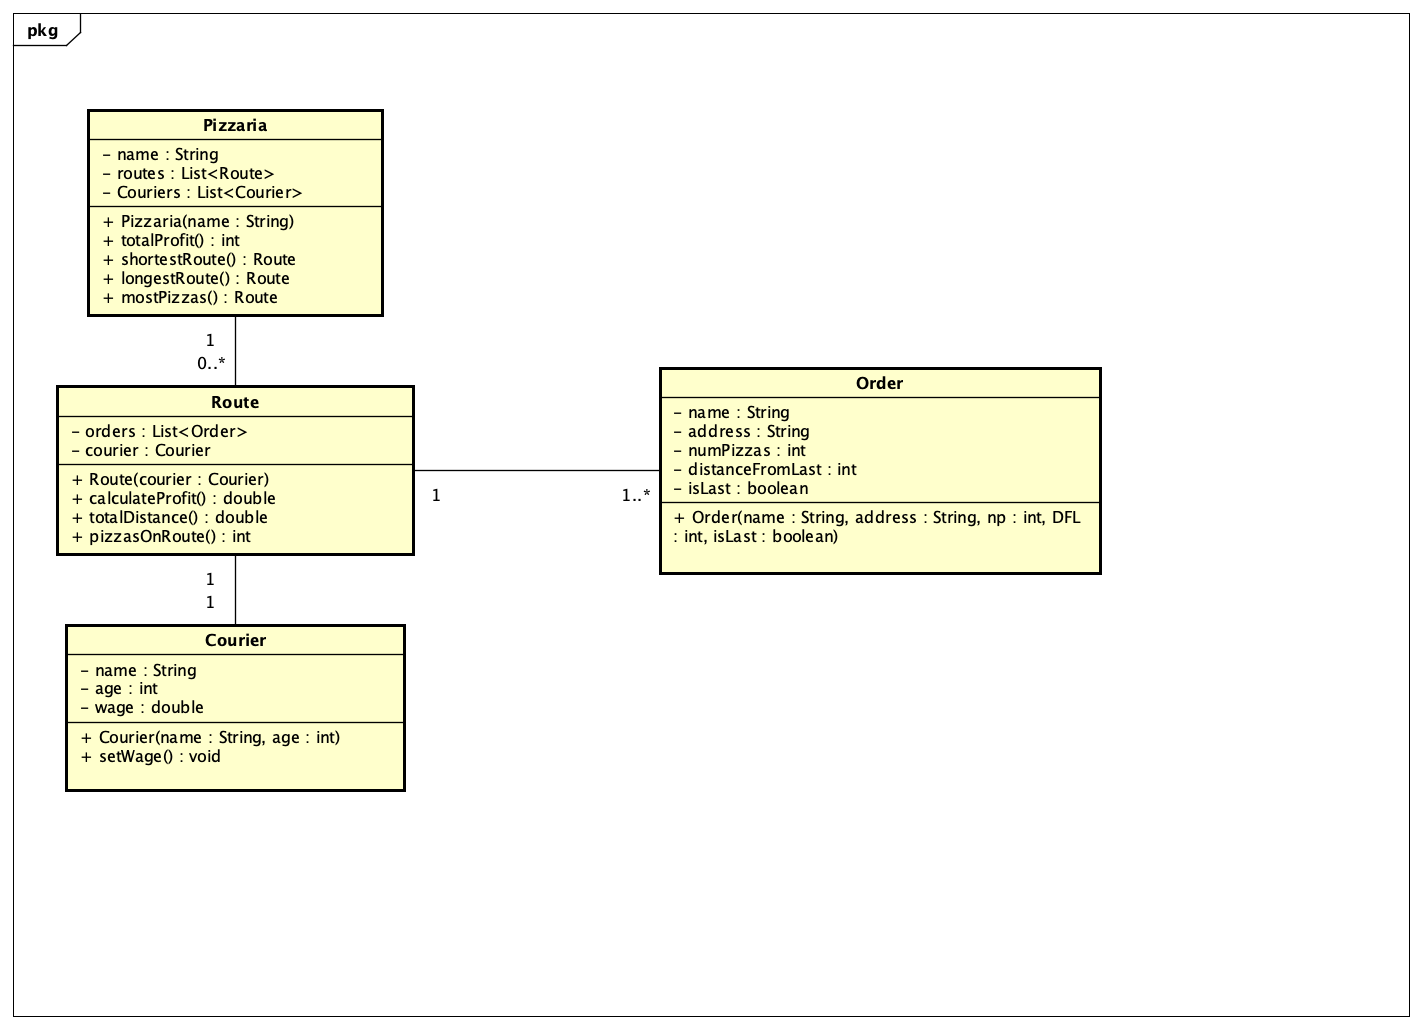 pkg
Pizzaria
– name : String
– routes : List<Route>
– Couriers : List<Courier>
+ Pizzaria(name : String)
+ totalProfit() : int
+ shortestRoute() : Route
+ longestRoute() : Route
+ mostPizzas() : Route
1
0..*
Route
– orders : List<Order>
– courier : Courier
+ Route(courier : Courier)
+ calculateProfit() : double
+ totalDistance() : double
+ pizzasOnRoute() : int
1
1..*
Order
– name : String
– address : String
– numPizzas : int
– distanceFromLast : int
– isLast : boolean
+ Order(name : String, address : String, np : int, DFL
: int, isLast : boolean)
1
1
Courier
– name : String
– age : int
– wage : double
+ Courier(name : String, age : int)
+ setWage() : void